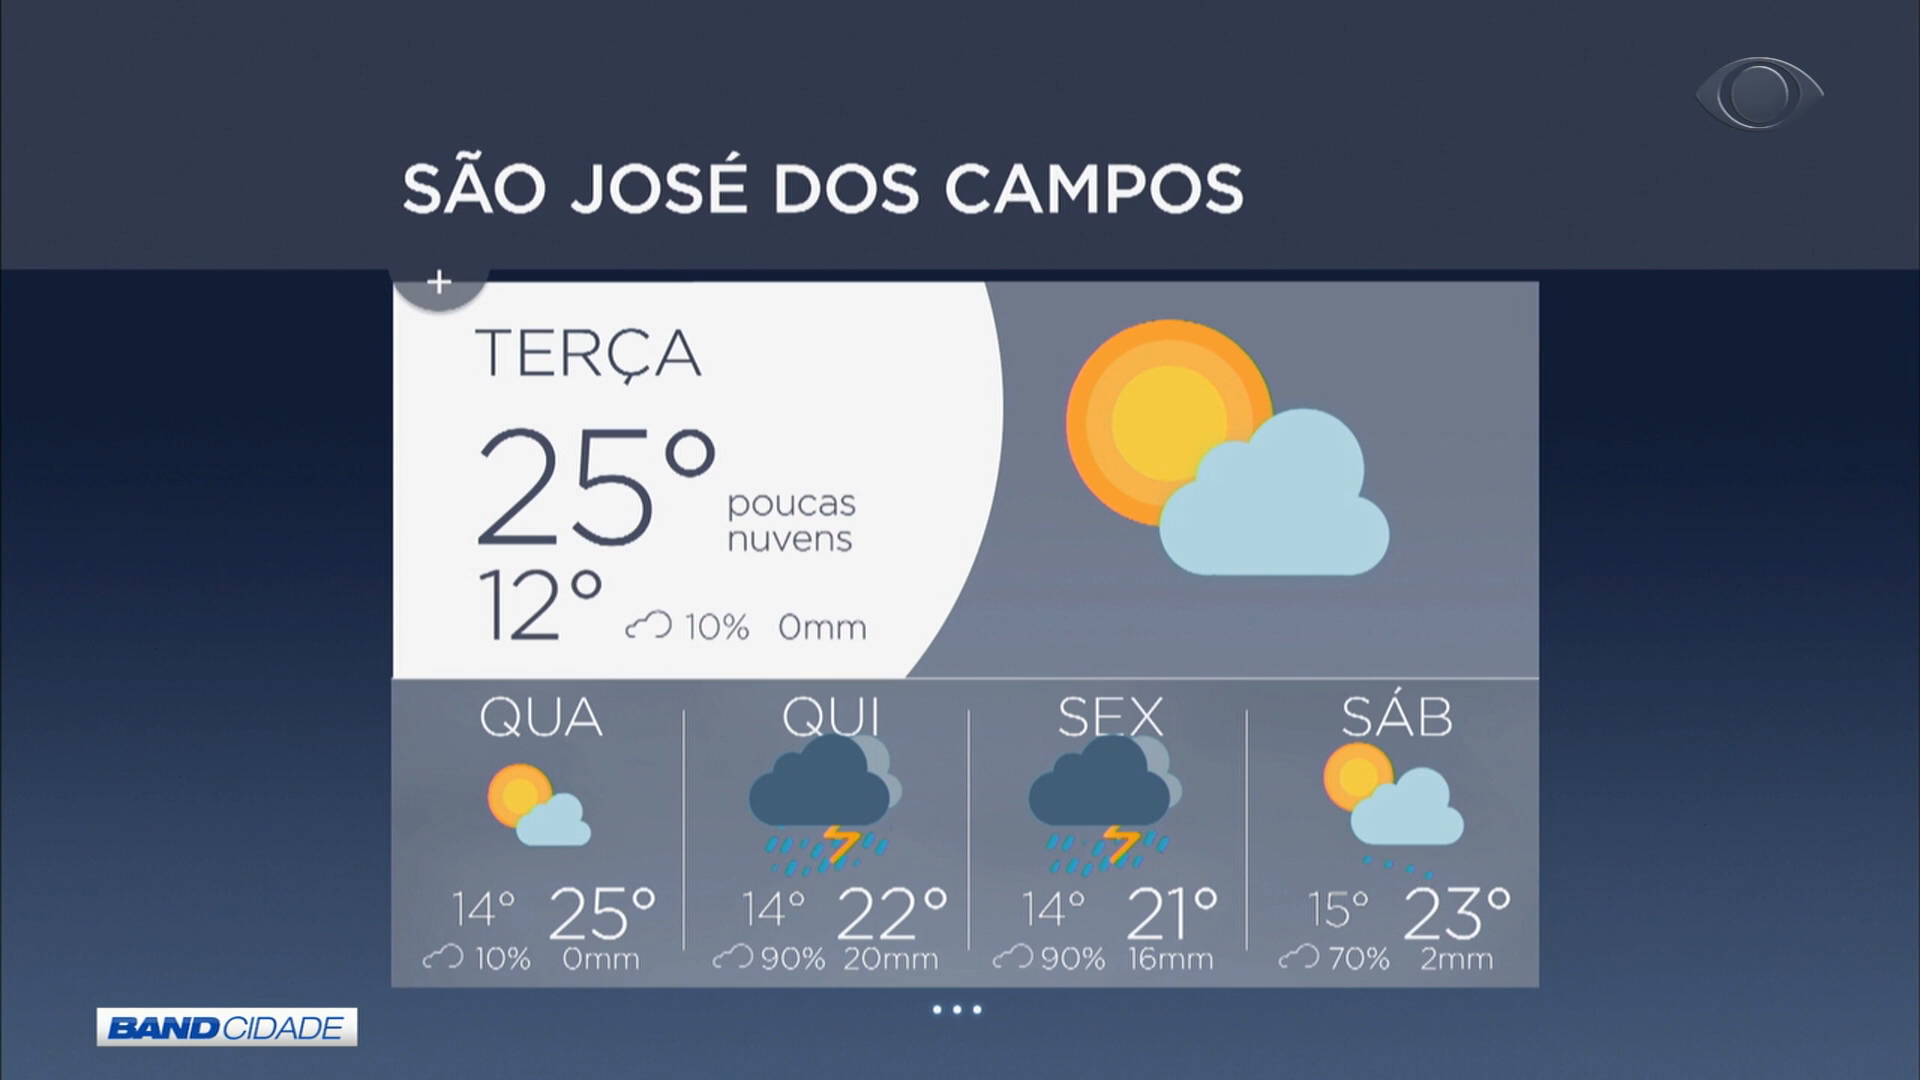 SÃO JOSÉ DOS CAMPOS
+
TERÇA
25°
poucas
nuvens
12°
10% 0mm
QUA QUI SEX SÁB
14° 25° 14° 22° 14° 21° 15° 23°
10% 0mm 90% 20mm 90% 16mm 70% 2mm
BAND CIDADE